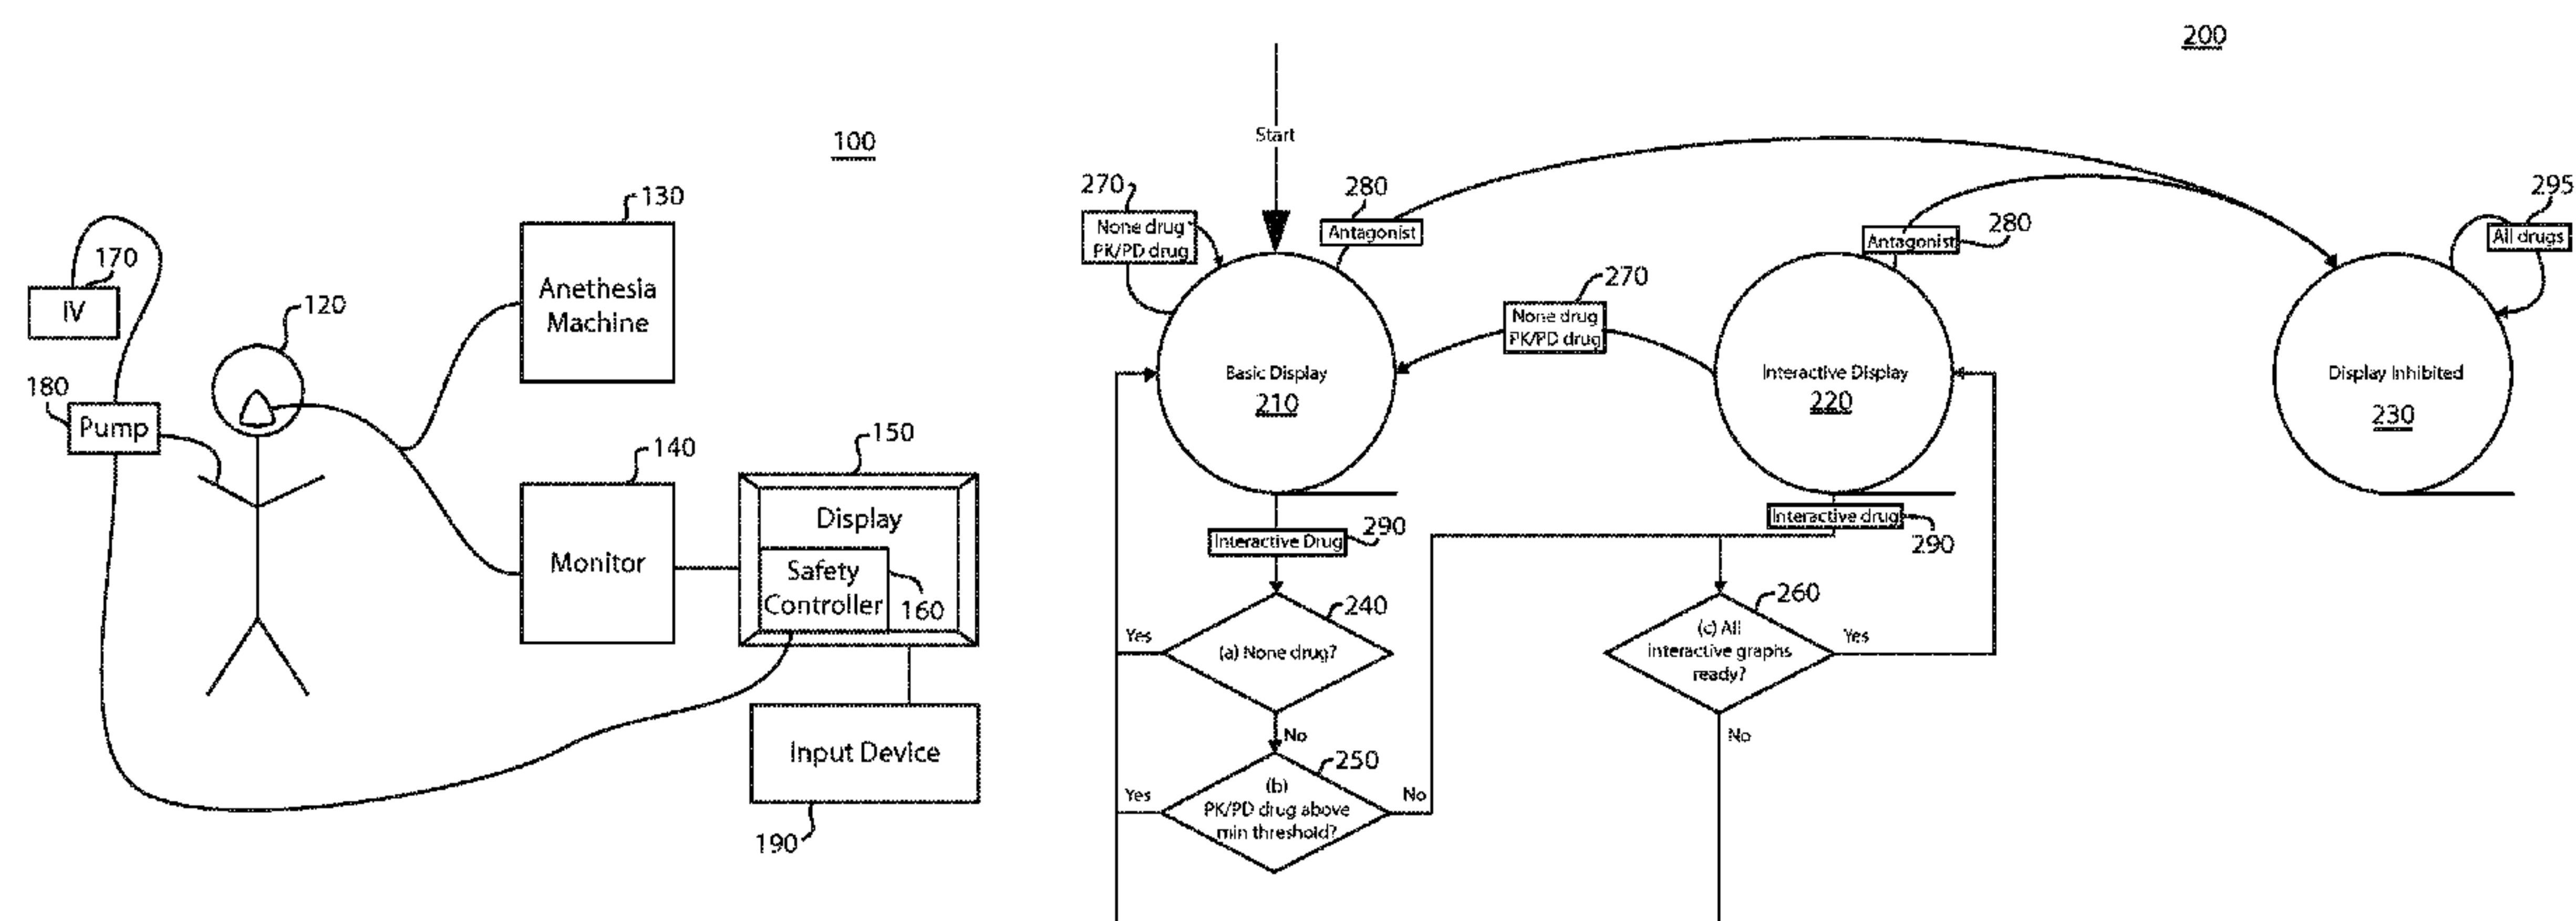 100
130
Anethesia
Machine
170
IV
120
180
Pump
140
Monitor
150
Display
Safety
Controller
160
Input Device
190
200
Start
270
None drug
PK/PD drug
280
Antagonist
Antagonist
280
295
All drugs
270
None drug
PK/PD drug
Basic Display
210
Interactive Display
220
Display Inhibited
230
Interactive Drug
290
Interactive drug
290
240
Yes
(a) None drug?
No
250
Yes
(b)
PK/PD drug above
min threshold?
No
260
(c) All
interactive graphs
ready?
Yes
No